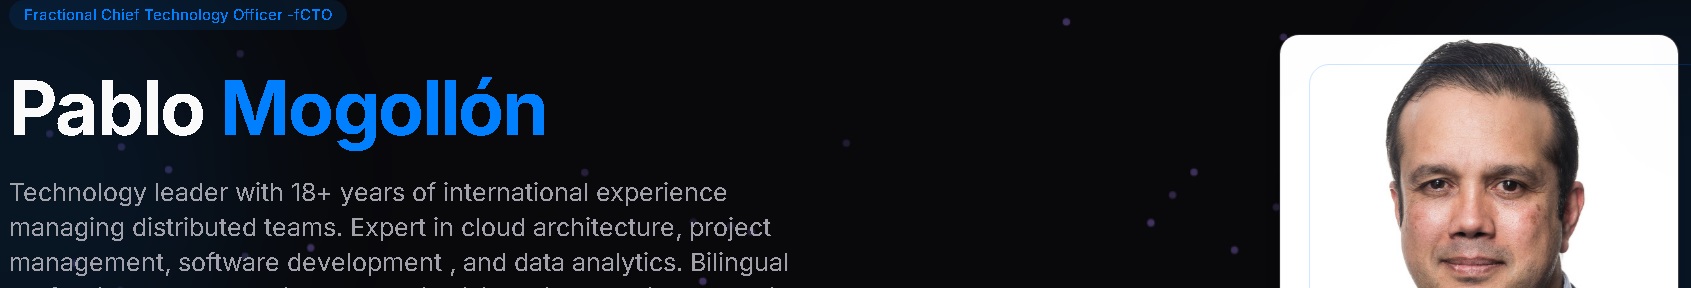 Fractional Chief Technology Officer -fCTO
Pablo Mogollón
Technology leader with 18+ years of international experience
managing distributed teams. Expert in cloud architecture, project
management, software development , and data analytics. Bilingual